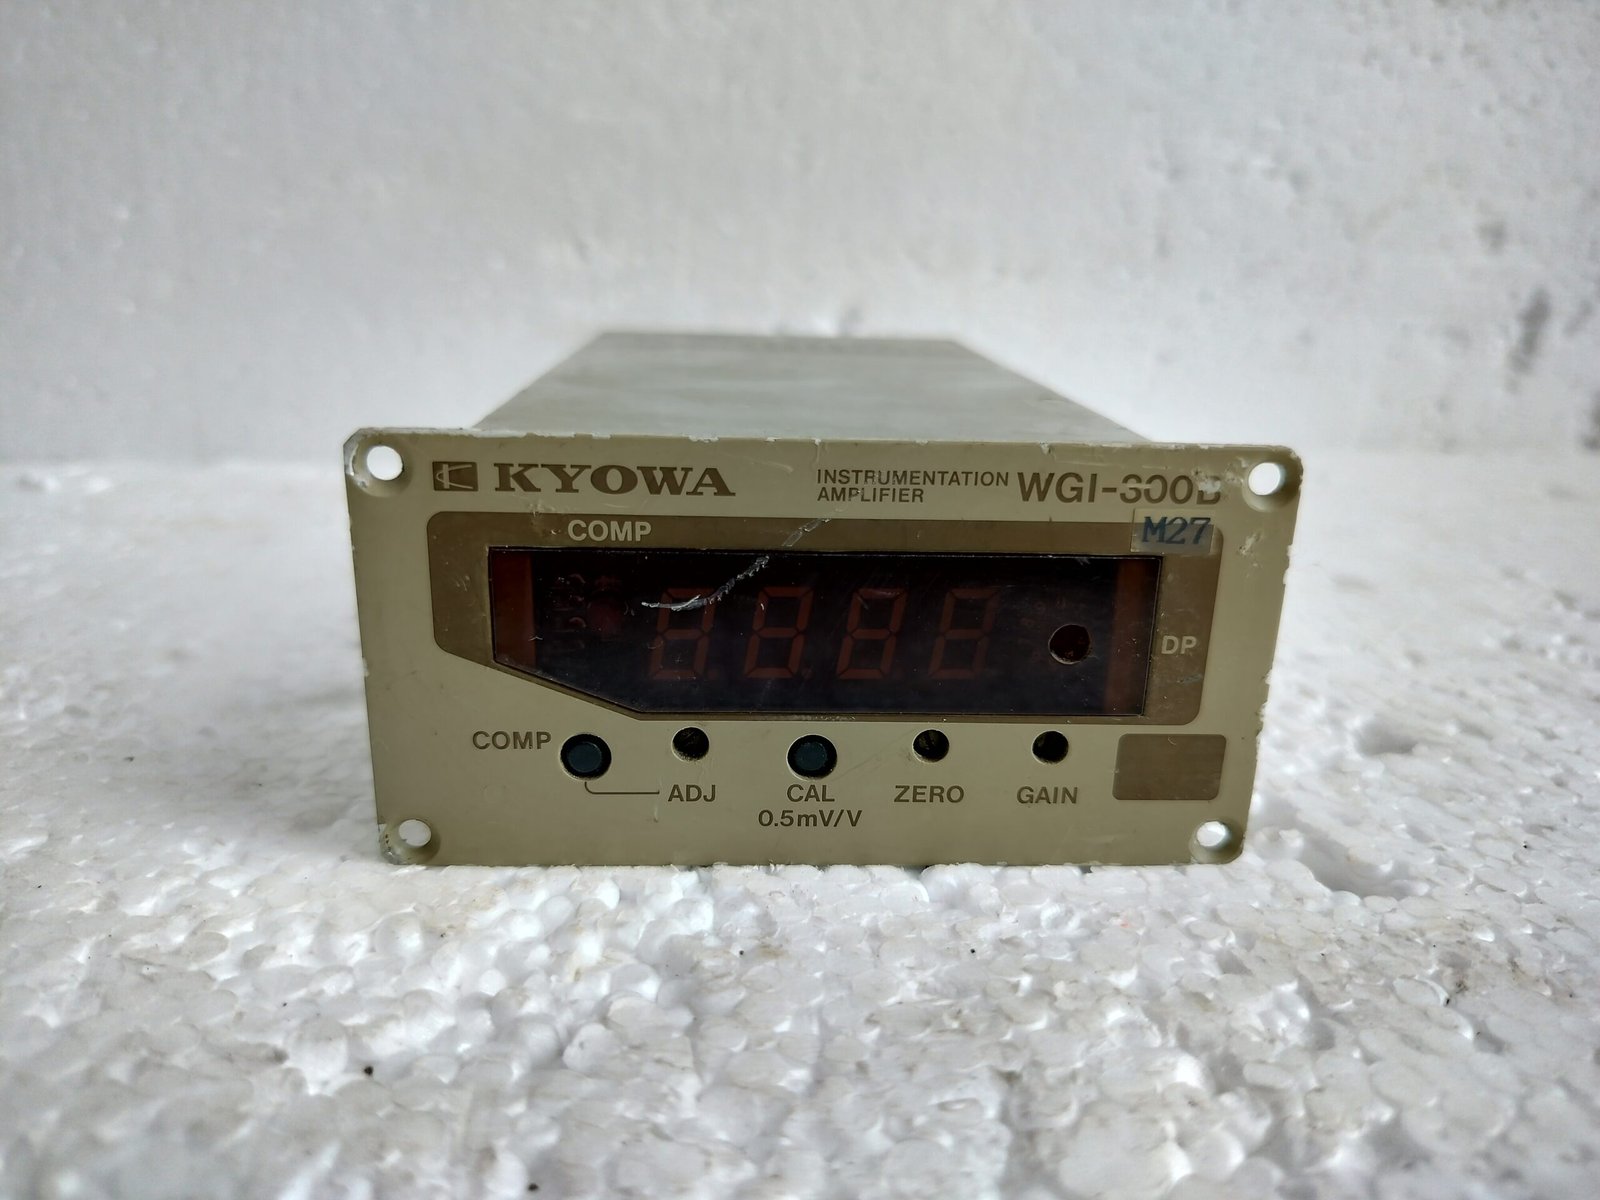 KYOWA INSTRUMENTATION AMPLIFIER WGI-300B
COMP
M27
DP
COMP
ADJ
CAL
0.5mV/V
ZERO
GAIN